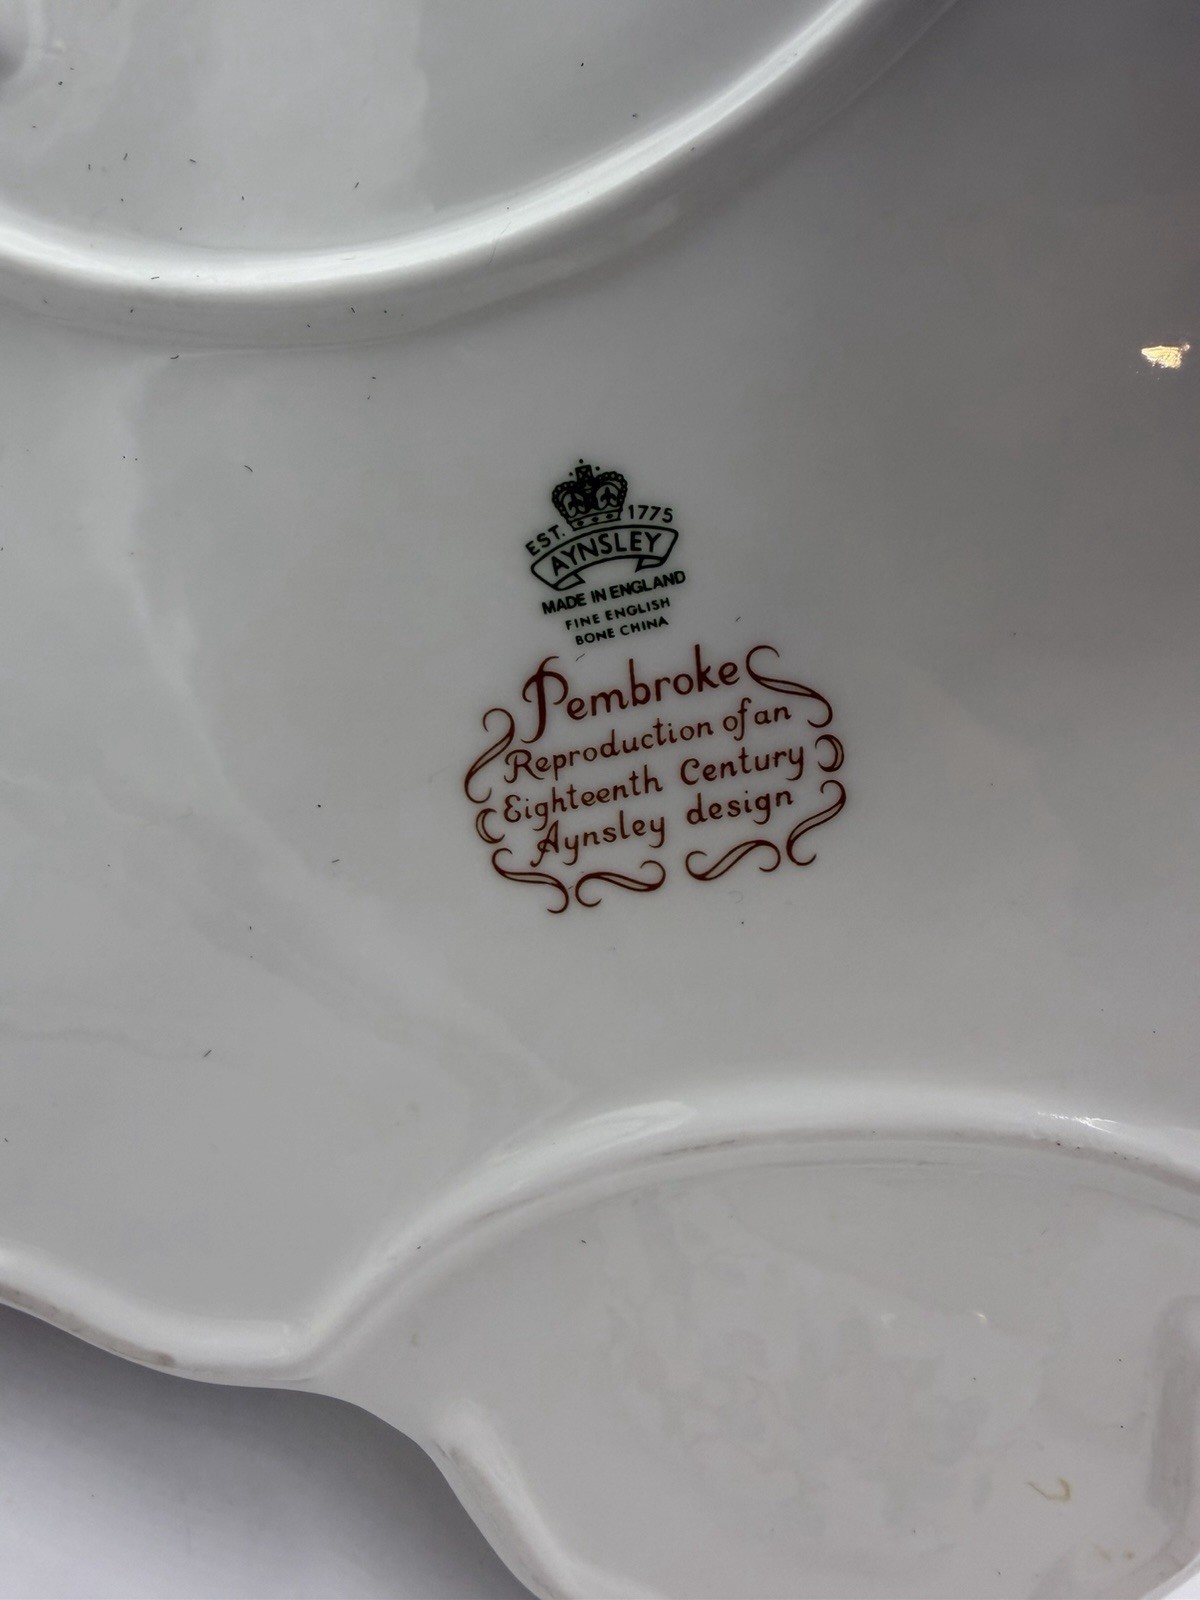 EST. 1775
AYNSLEY
MADE IN ENGLAND
FINE ENGLISH
BONE CHINA
Pembroke
Reproduction of an
Eighteenth Century
Aynsley design